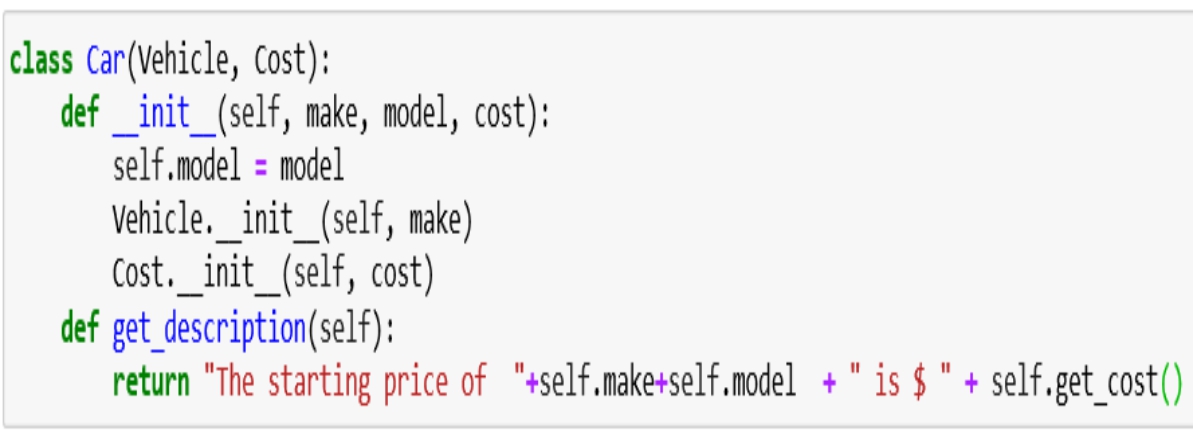 class Car(Vehicle, Cost):
    def __init__(self, make, model, cost):
        self.model = model
        Vehicle.__init__(self, make)
        Cost.__init__(self, cost)
    def get_description(self):
        return "The starting price of  "+self.make+self.model  + " is $ " + self.get_cost()